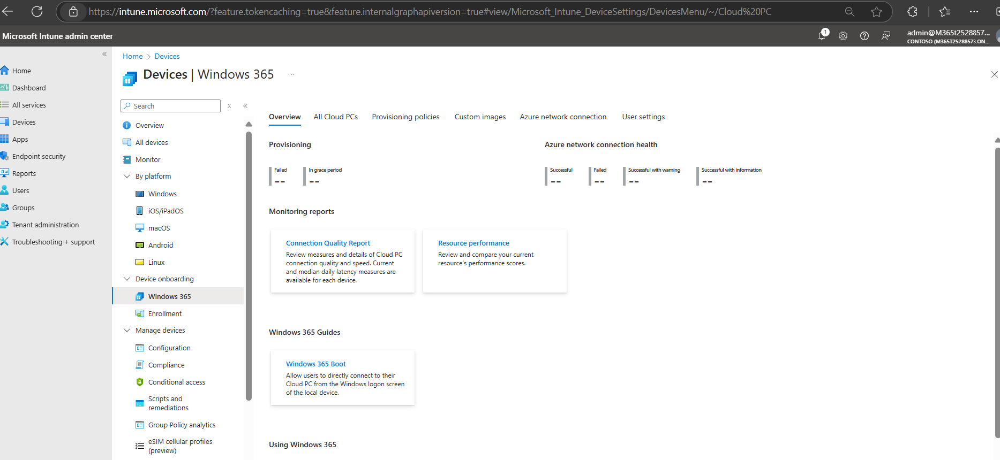 https://intune.microsoft.com/?feature.tokencaching=true&feature.internalgraphapiversion=true#view/Microsoft_Intune_DeviceSettings/DevicesMenu/~/Cloud%20PC
Microsoft Intune admin center
1
admin@M365t2528857...
CONTOSO (M365T25288573.ON...
Home
Dashboard
All services
Devices
Apps
Endpoint security
Reports
Users
Groups
Tenant administration
Troubleshooting + support
Home > Devices
Devices | Windows 365 ...
Search
Overview
All devices
Monitor
By platform
Windows
iOS/iPadOS
macOS
Android
Linux
Device onboarding
Windows 365
Enrollment
Manage devices
Configuration
Compliance
Conditional access
Scripts and
remediations
Group Policy analytics
eSIM cellular profiles
(preview)
Overview All Cloud PCs Provisioning policies Custom images Azure network connection User settings
Provisioning
Failed
--
In grace period
--
Azure network connection health
Successful
--
Failed
--
Successful with warning
--
Successful with information
--
Monitoring reports
Connection Quality Report
Review measures and details of Cloud PC
connection quality and speed. Current
and median daily latency measures are
available for each device.
Resource performance
Review and compare your current
resource's performance scores.
Windows 365 Guides
Windows 365 Boot
Allow users to directly connect to their
Cloud PC from the Windows logon screen
of the local device.
Using Windows 365